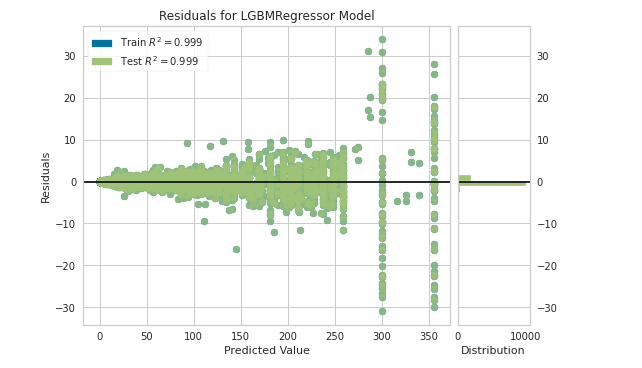 Residuals for LGBMRegressor Model
Train R² = 0.999
Test R² = 0.999
Residuals
30
20
10
0
−10
−20
−30
0 50 100 150 200 250 300 350
Predicted Value
0 10000
Distribution
30
20
10
0
−10
−20
−30